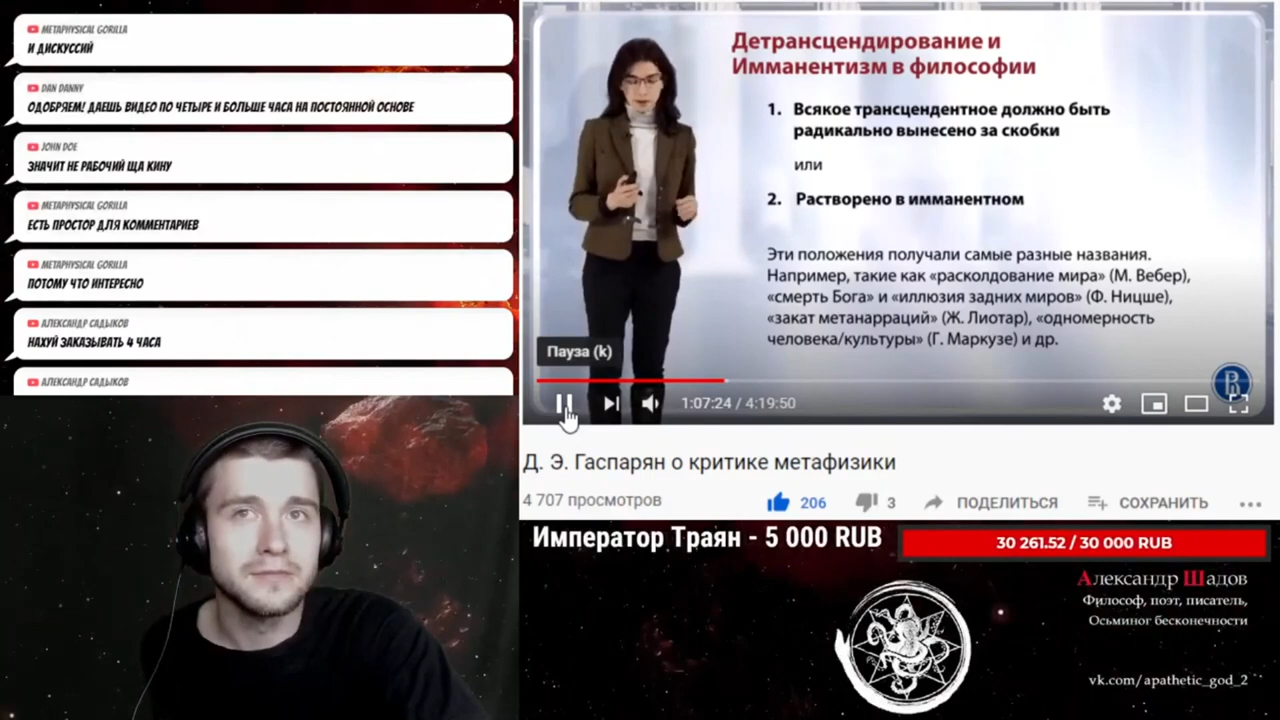 METAPHYSICAL GORILLA
И ДИСКУССИЙ
DAN DANNY
ОДОБРЯЕМ! ДАЕШЬ ВИДЕО ПО ЧЕТЫРЕ И БОЛЬШЕ ЧАСА НА ПОСТОЯННОЙ ОСНОВЕ
JOHN DOE
ЗНАЧИТ НЕ РАБОЧИЙ ЩА КИНУ
METAPHYSICAL GORILLA
ЕСТЬ ПРОСТОР ДЛЯ КОММЕНТАРИЕВ
METAPHYSICAL GORILLA
ПОТОМУ ЧТО ИНТЕРЕСНО
АЛЕКСАНДР САДЫКОВ
НАХУЙ ЗАКАЗЫВАТЬ 4 ЧАСА
АЛЕКСАНДР САДЫКОВ
Детрансцендирование и
Имманентизм в философии
1. Всякое трансцендентное должно быть
радикально вынесено за скобки
или
2. Растворено в имманентном
Эти положения получали самые разные названия.
Например, такие как «расколдование мира» (М. Вебер),
«смерть Бога» и «иллюзия задних миров» (Ф. Ницше),
«закат метанарраций» (Ж. Лиотар), «одномерность
человека/культуры» (Г. Маркузе) и др.
Пауза (k)
1:07:24 / 4:19:50
Д. Э. Гаспарян о критике метафизики
4 707 просмотров
206
3
ПОДЕЛИТЬСЯ
СОХРАНИТЬ
Император Траян - 5 000 RUB
30 261.52 / 30 000 RUB
Александр Шадов
Философ, поэт, писатель,
Осьминог бесконечности
vk.com/apathetic_god_2